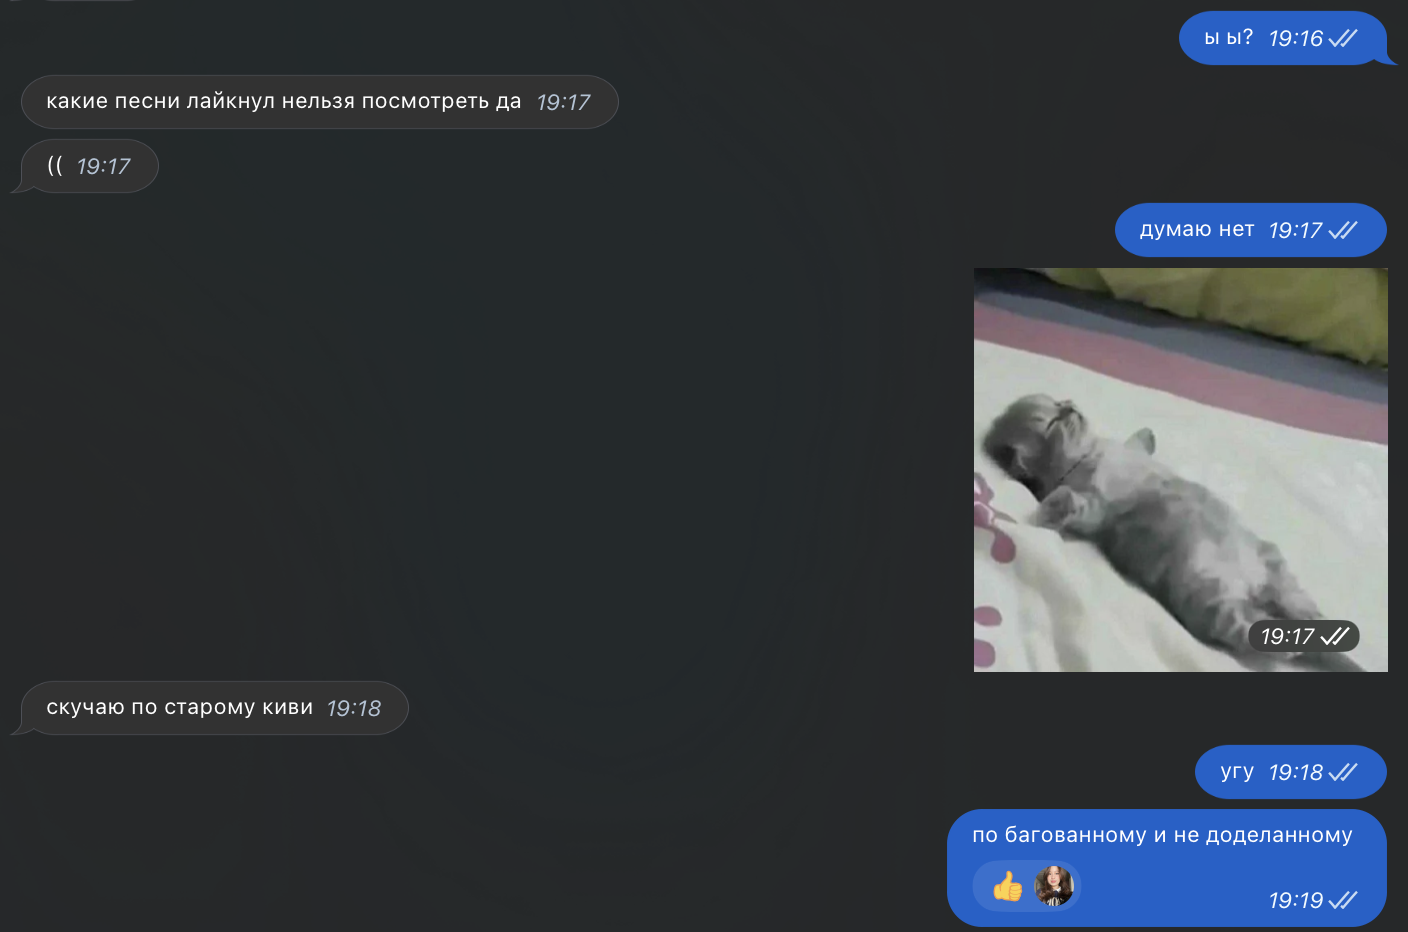 ы ы? 19:16
какие песни лайкнул нельзя посмотреть да 19:17
(( 19:17
думаю нет 19:17
19:17
скучаю по старому киви 19:18
угу 19:18
по багованному и не доделанному
19:19